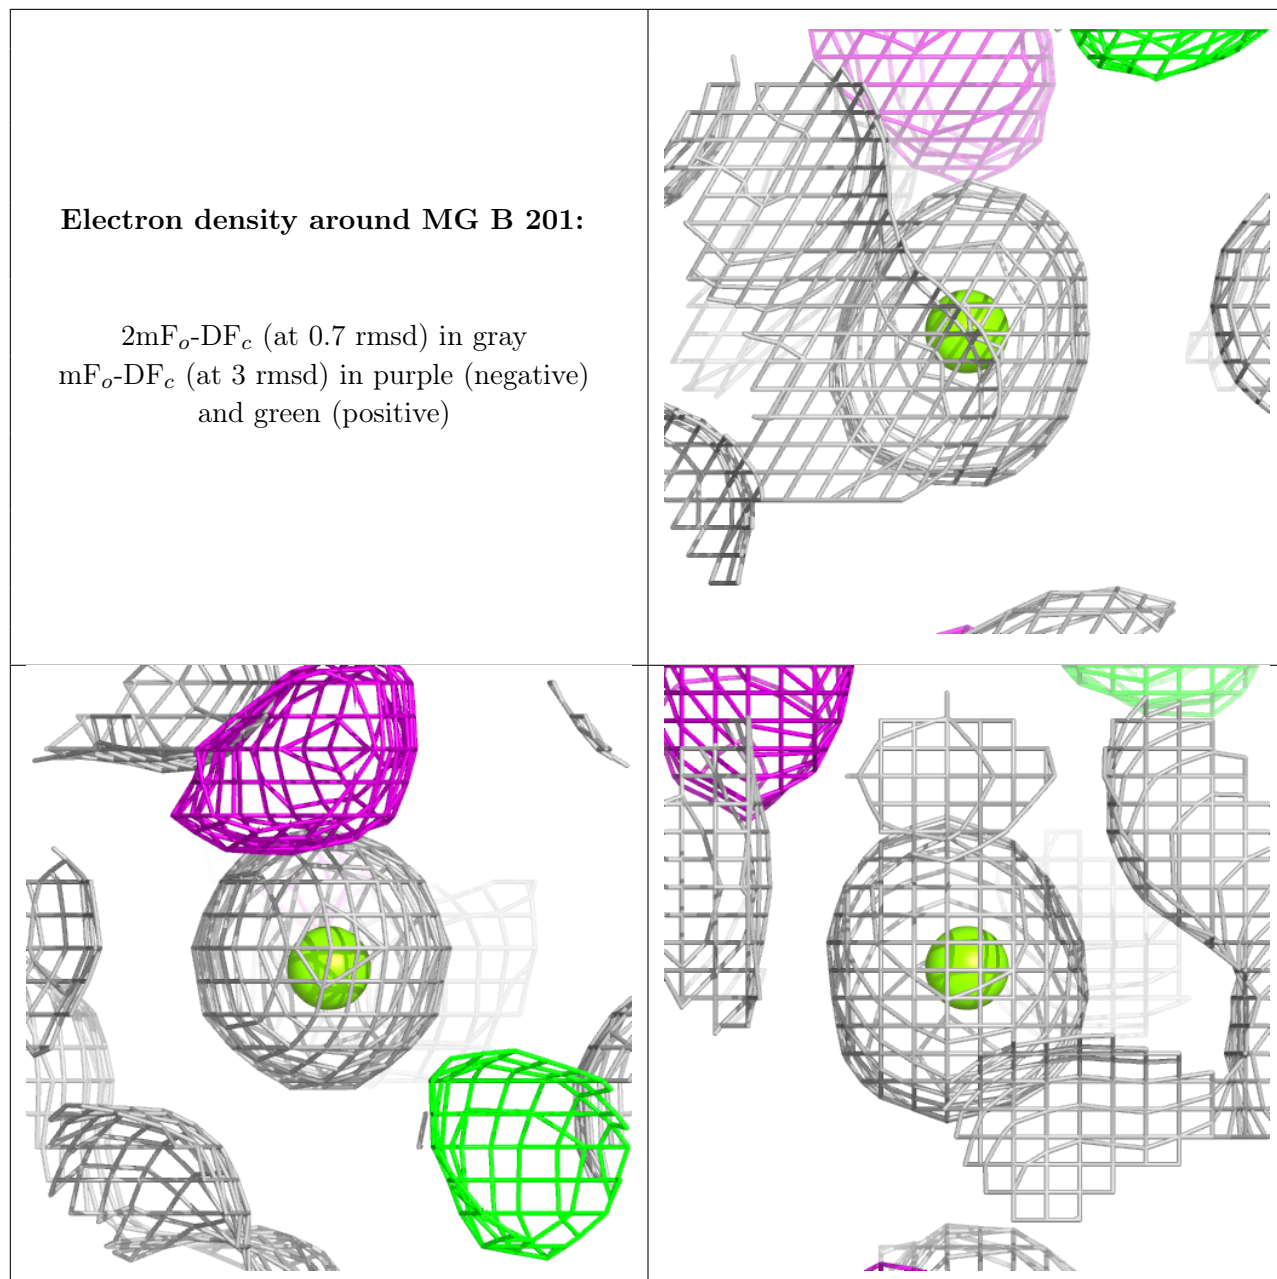 Electron density around MG B 201:
2mFo-DFc (at 0.7 rmsd) in gray
mFo-DFc (at 3 rmsd) in purple (negative)
and green (positive)